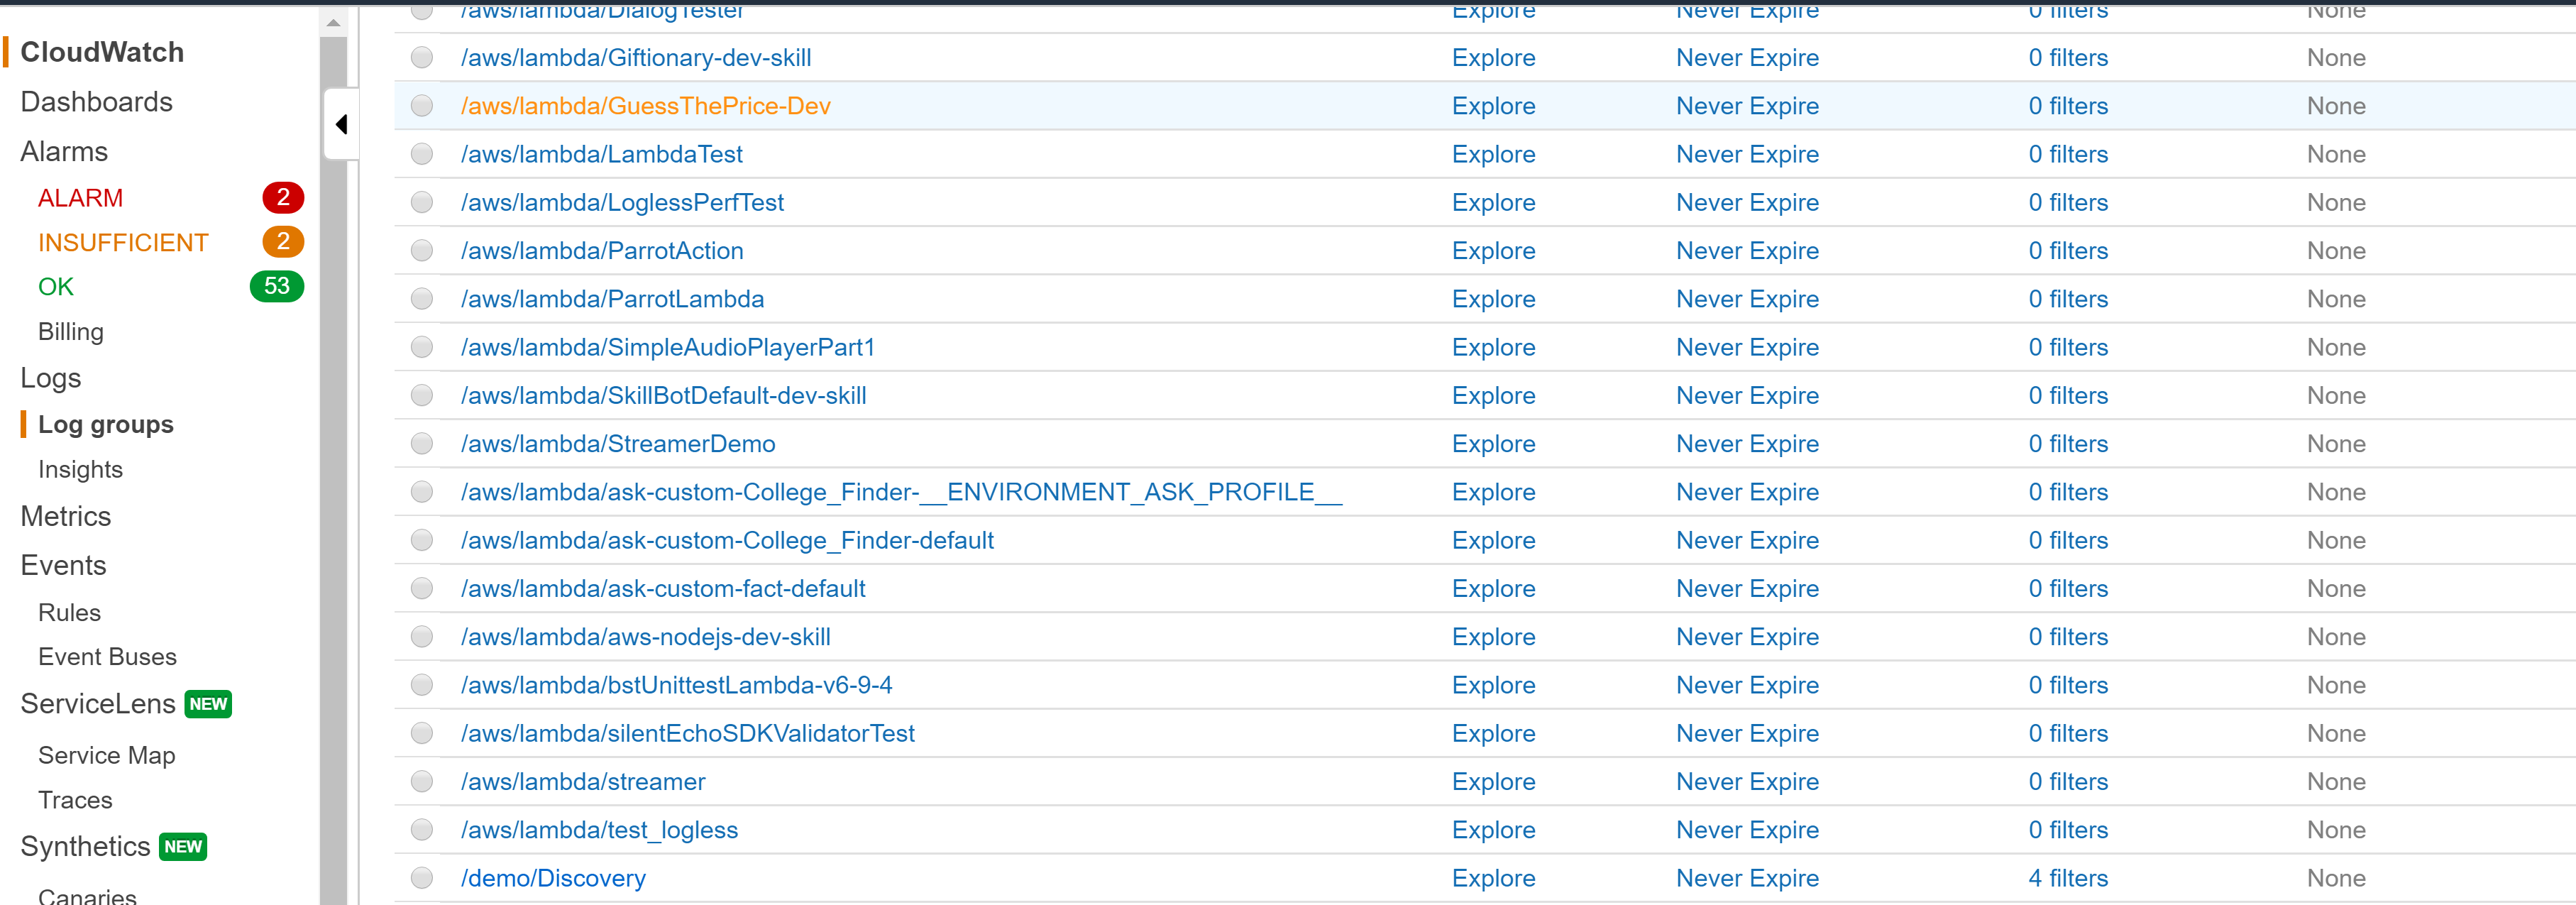 CloudWatch
Dashboards
Alarms
ALARM 2
INSUFFICIENT 2
OK 53
Billing
Logs
Log groups
Insights
Metrics
Events
Rules
Event Buses
ServiceLens NEW
Service Map
Traces
Synthetics NEW
Canaries
/aws/lambda/DialogTester Explore Never Expire 0 filters None
/aws/lambda/Giftionary-dev-skill Explore Never Expire 0 filters None
/aws/lambda/GuessThePrice-Dev Explore Never Expire 0 filters None
/aws/lambda/LambdaTest Explore Never Expire 0 filters None
/aws/lambda/LoglessPerfTest Explore Never Expire 0 filters None
/aws/lambda/ParrotAction Explore Never Expire 0 filters None
/aws/lambda/ParrotLambda Explore Never Expire 0 filters None
/aws/lambda/SimpleAudioPlayerPart1 Explore Never Expire 0 filters None
/aws/lambda/SkillBotDefault-dev-skill Explore Never Expire 0 filters None
/aws/lambda/StreamerDemo Explore Never Expire 0 filters None
/aws/lambda/ask-custom-College_Finder-__ENVIRONMENT_ASK_PROFILE__ Explore Never Expire 0 filters None
/aws/lambda/ask-custom-College_Finder-default Explore Never Expire 0 filters None
/aws/lambda/ask-custom-fact-default Explore Never Expire 0 filters None
/aws/lambda/aws-nodejs-dev-skill Explore Never Expire 0 filters None
/aws/lambda/bstUnittestLambda-v6-9-4 Explore Never Expire 0 filters None
/aws/lambda/silentEchoSDKValidatorTest Explore Never Expire 0 filters None
/aws/lambda/streamer Explore Never Expire 0 filters None
/aws/lambda/test_logless Explore Never Expire 0 filters None
/demo/Discovery Explore Never Expire 4 filters None